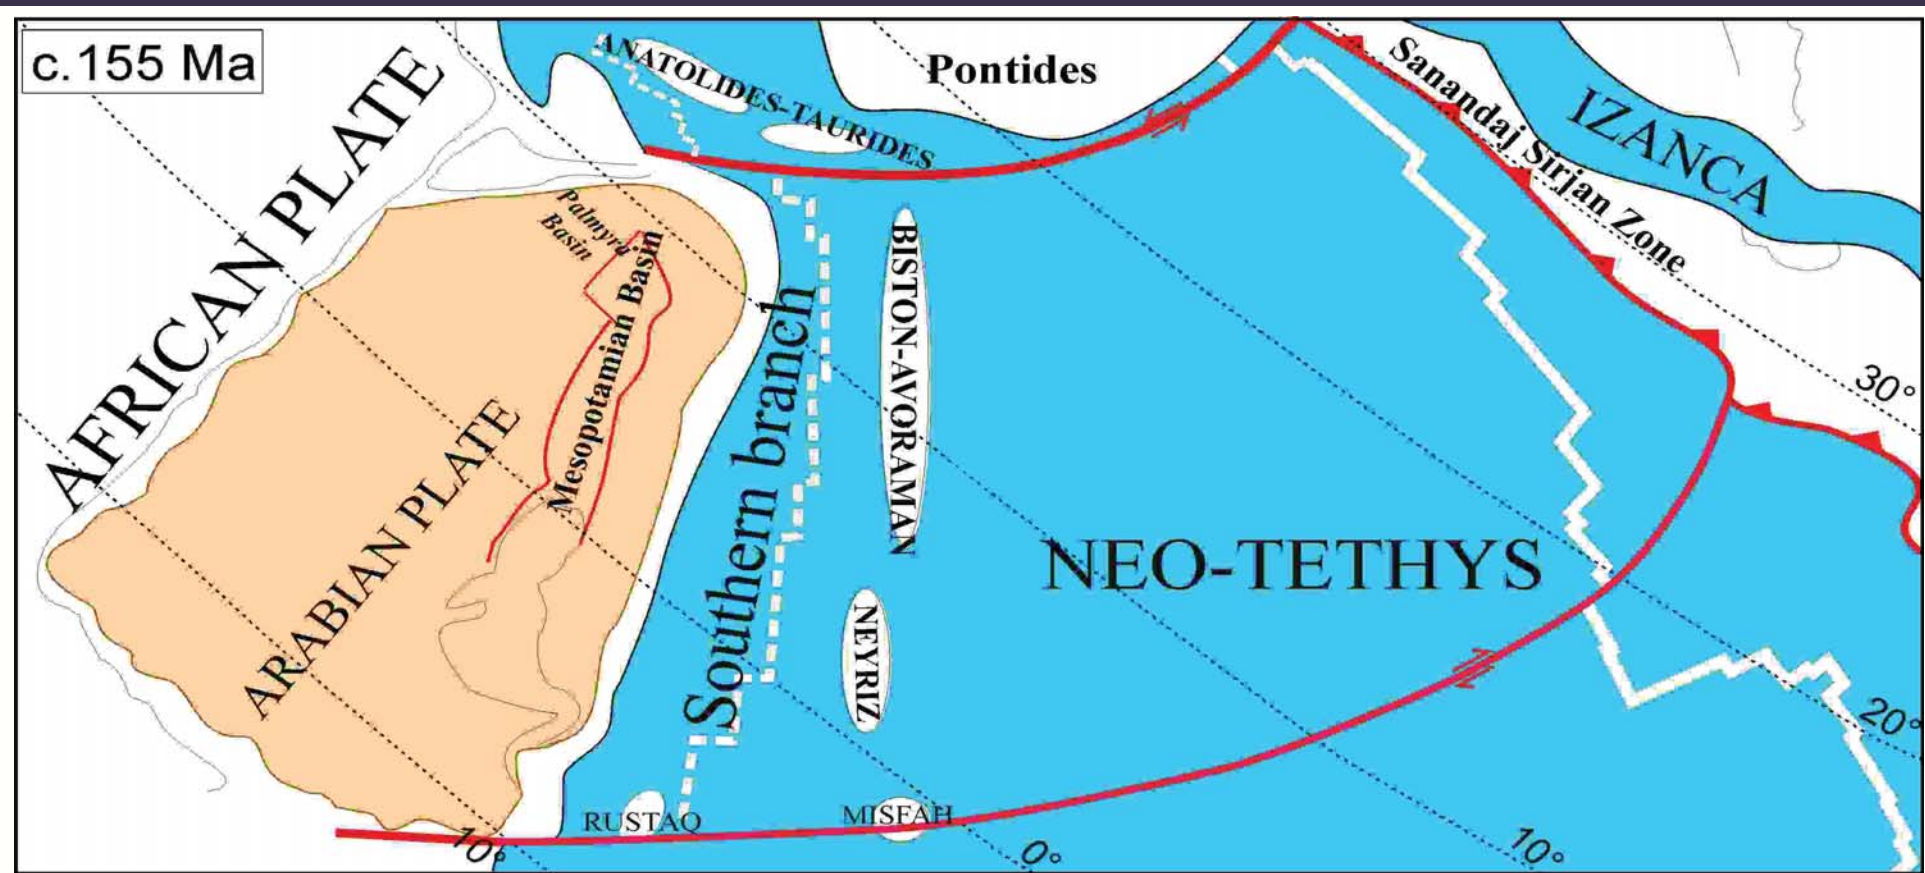 c.155 Ma
AFRICAN PLATE
ANATOLIDES-TAURIDES
Pontides
Sanandaj Sirjan Zone
IZANCA
Palmyra
Basin
Mesopotamian Basin
ARABIAN PLATE
Southern branch
BISTON-AVORAMAN
NEYRIZ
NEO-TETHYS
RUSTAQ
MISFAH
30°
20°
10°
0°
10°